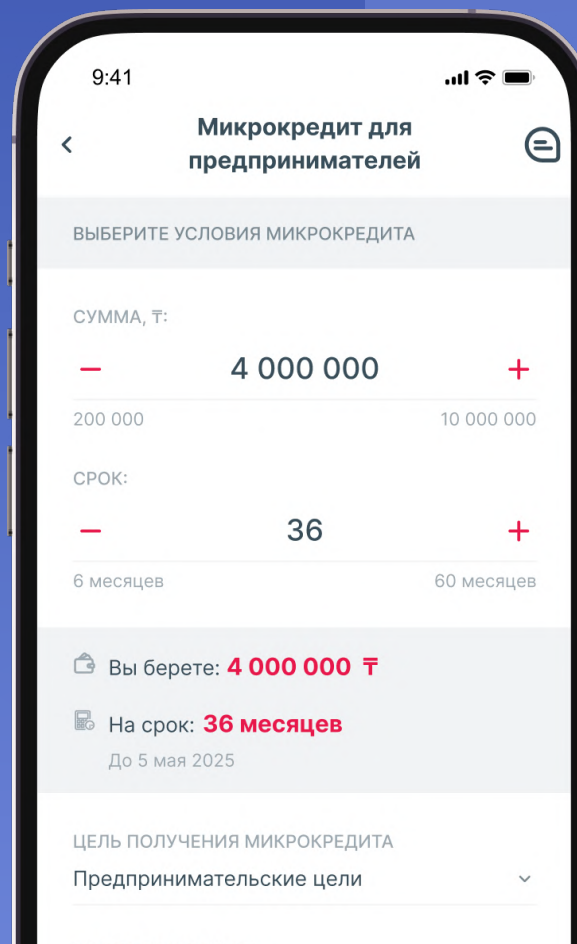 9:41
Микрокредит для
предпринимателей
ВЫБЕРИТЕ УСЛОВИЯ МИКРОКРЕДИТА
СУММА, ₸:
− 4 000 000 +
200 000 10 000 000
СРОК:
− 36 +
6 месяцев 60 месяцев
Вы берете: 4 000 000 ₸
На срок: 36 месяцев
До 5 мая 2025
ЦЕЛЬ ПОЛУЧЕНИЯ МИКРОКРЕДИТА
Предпринимательские цели